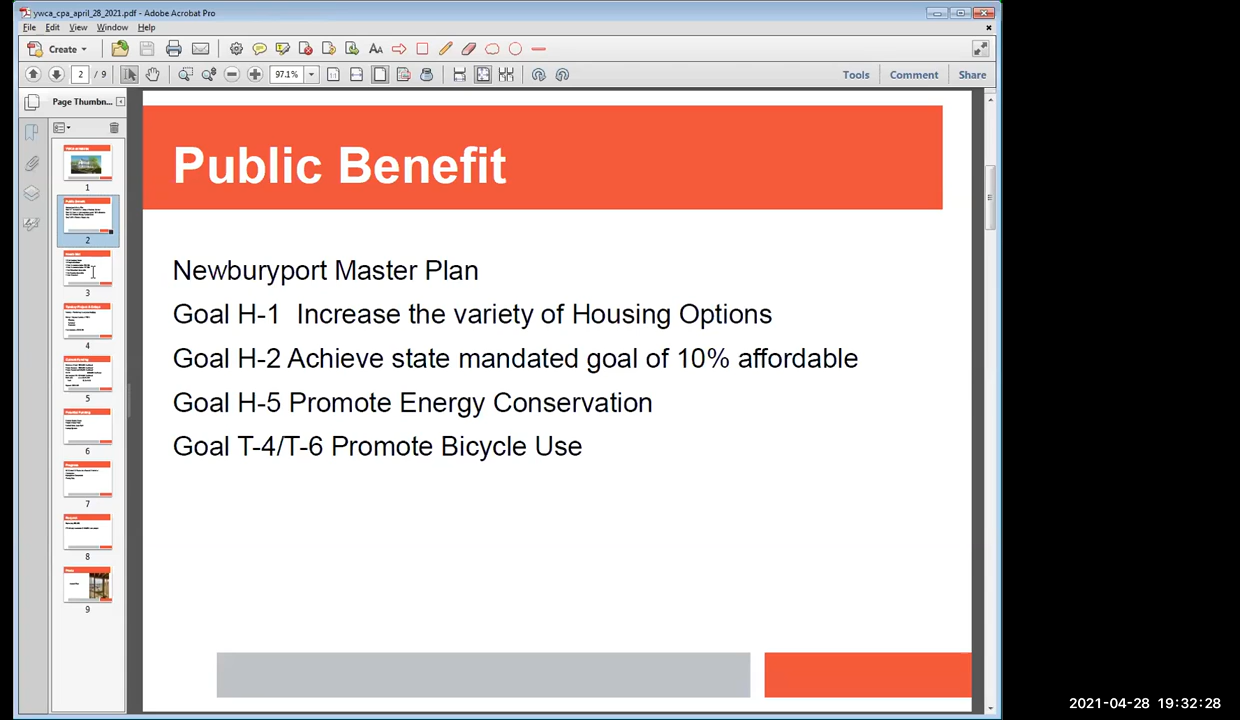 ywca_cpa_april_28_2021.pdf - Adobe Acrobat Pro
File Edit View Window Help
Create
2 / 9 97.1% Tools Comment Share
Page Thumbn...
Public Benefit
Newburyport Master Plan
Goal H-1  Increase the variety of Housing Options
Goal H-2 Achieve state mandated goal of 10% affordable
Goal H-5 Promote Energy Conservation
Goal T-4/T-6 Promote Bicycle Use
1
Public Benefit
2
3
4
5
6
7
8
9
2021-04-28 19:32:28